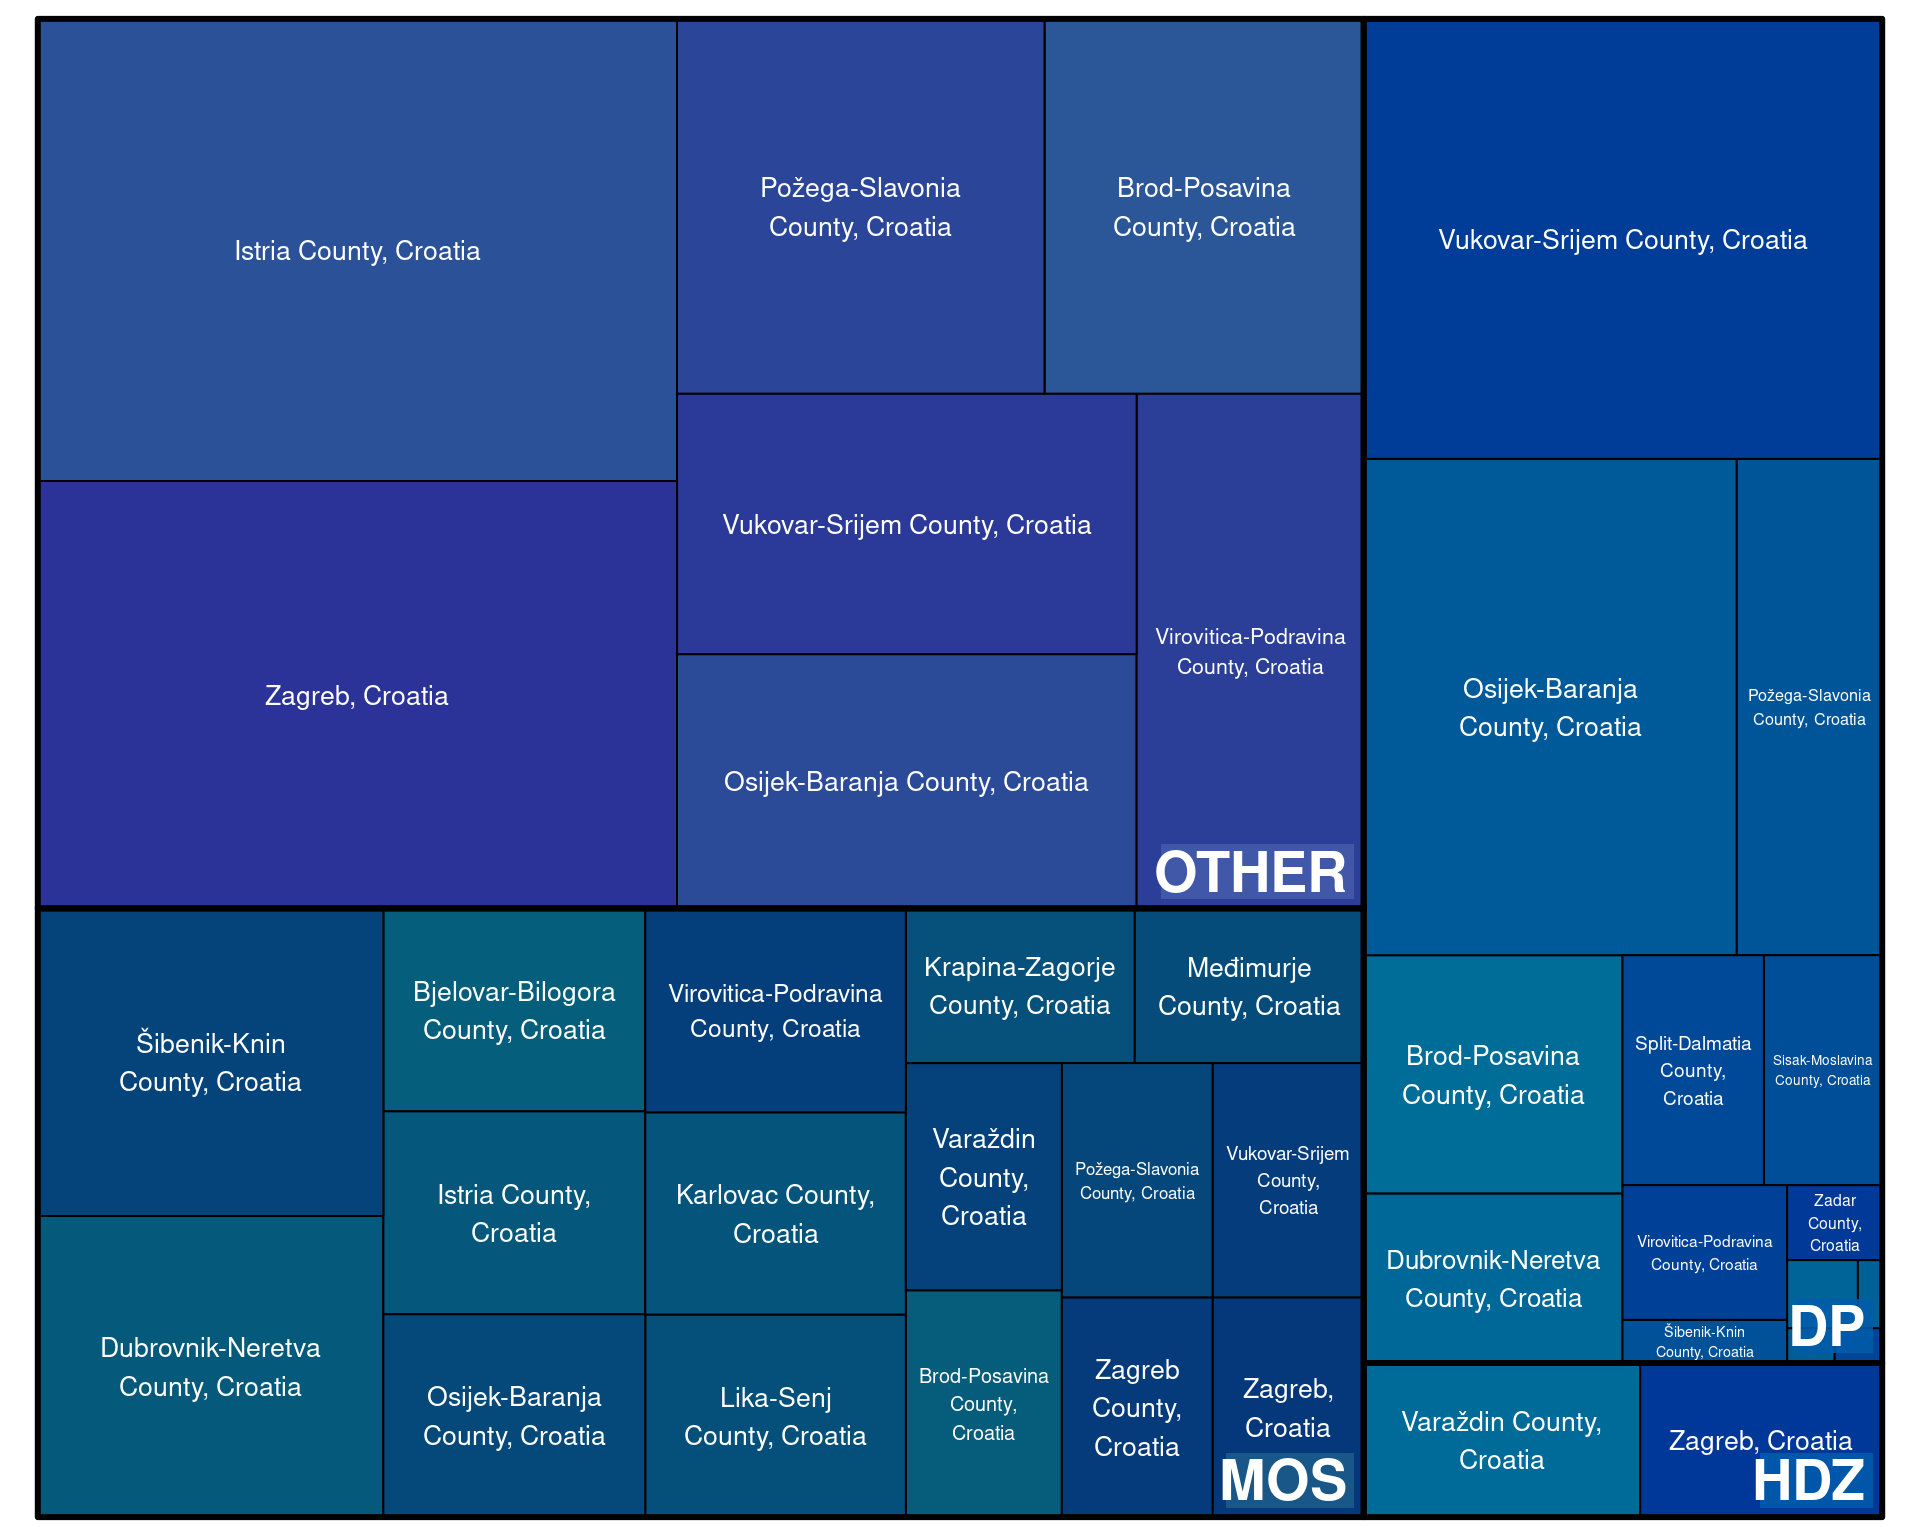 Istria County, Croatia
Požega-Slavonia
County, Croatia
Brod-Posavina
County, Croatia
Zagreb, Croatia
Vukovar-Srijem County, Croatia
Osijek-Baranja County, Croatia
Virovitica-Podravina
County, Croatia
OTHER
Šibenik-Knin
County, Croatia
Dubrovnik-Neretva
County, Croatia
Bjelovar-Bilogora
County, Croatia
Istria County,
Croatia
Osijek-Baranja
County, Croatia
Virovitica-Podravina
County, Croatia
Karlovac County,
Croatia
Lika-Senj
County, Croatia
Krapina-Zagorje
County, Croatia
Međimurje
County, Croatia
Varaždin
County,
Croatia
Požega-Slavonia
County, Croatia
Vukovar-Srijem
County,
Croatia
Brod-Posavina
County,
Croatia
Zagreb
County,
Croatia
Zagreb,
Croatia
MOS
Vukovar-Srijem County, Croatia
Osijek-Baranja
County, Croatia
Požega-Slavonia
County, Croatia
Brod-Posavina
County, Croatia
Dubrovnik-Neretva
County, Croatia
Split-Dalmatia
County,
Croatia
Sisak-Moslavina
County, Croatia
Virovitica-Podravina
County, Croatia
Zadar
County,
Croatia
Šibenik-Knin
County, Croatia
DP
Varaždin County,
Croatia
Zagreb, Croatia
HDZ